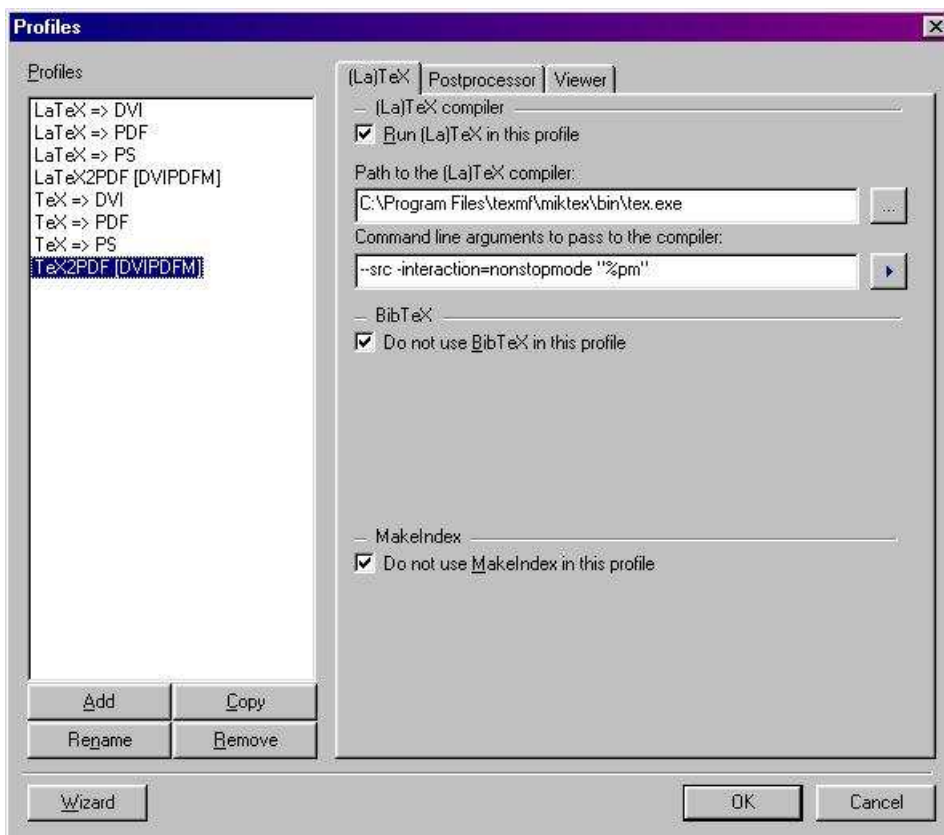 Profiles
Profiles
LaTeX => DVI
LaTeX => PDF
LaTeX => PS
LaTeX2PDF [DVIPDFM]
TeX => DVI
TeX => PDF
TeX => PS
TeX2PDF [DVIPDFM]
Add
Copy
Rename
Remove
(La)TeX
Postprocessor
Viewer
(La)TeX compiler
Run (La)TeX in this profile
Path to the (La)TeX compiler:
C:\Program Files\texmf\miktex\bin\tex.exe
...
Command line arguments to pass to the compiler:
--src -interaction=nonstopmode "%pm"
BibTeX
Do not use BibTeX in this profile
MakeIndex
Do not use MakeIndex in this profile
Wizard
OK
Cancel